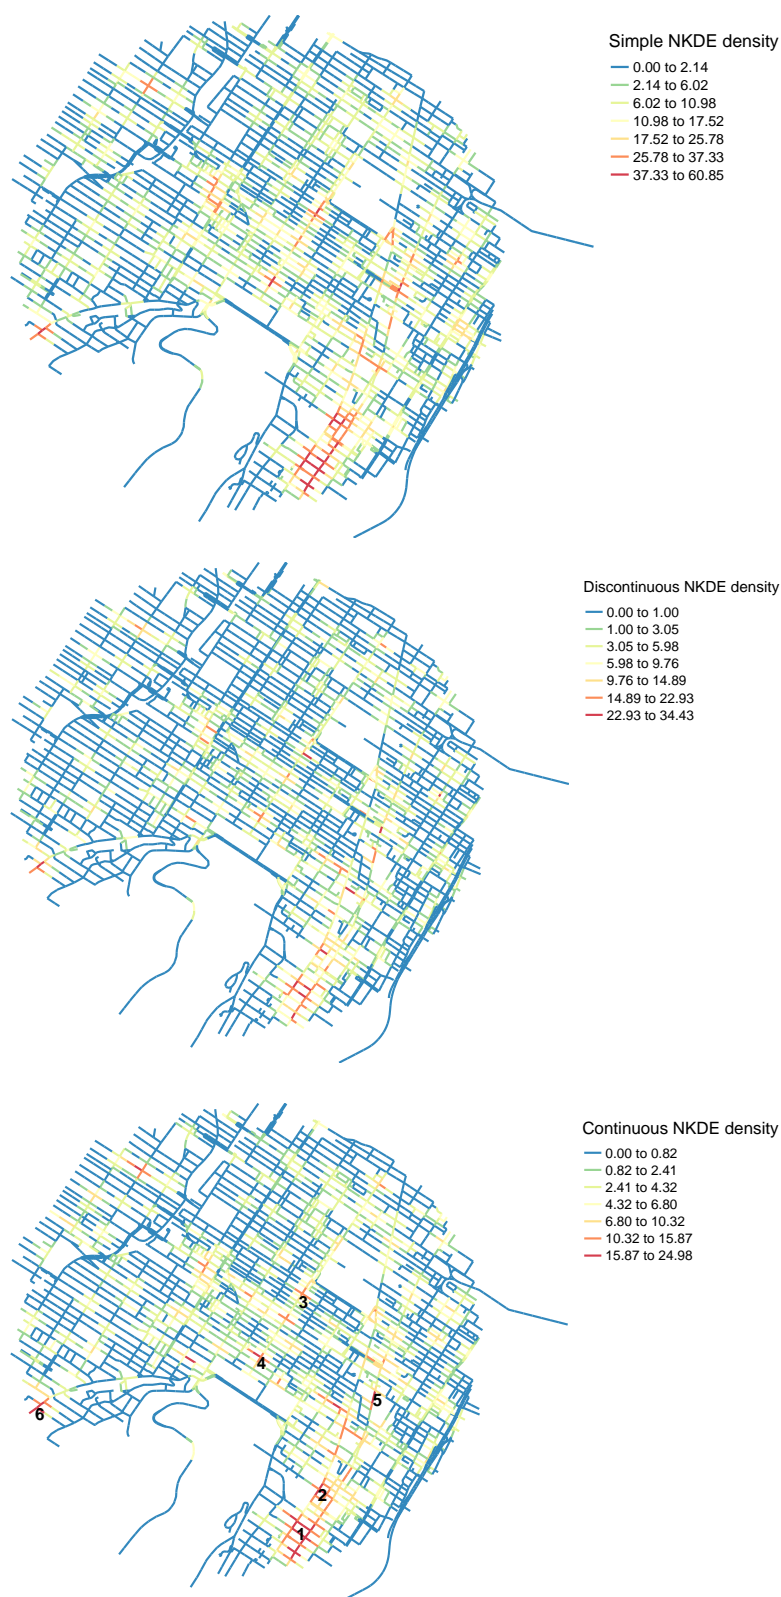 Simple NKDE density
0.00 to 2.14
2.14 to 6.02
6.02 to 10.98
10.98 to 17.52
17.52 to 25.78
25.78 to 37.33
37.33 to 60.85
Discontinuous NKDE density
0.00 to 1.00
1.00 to 3.05
3.05 to 5.98
5.98 to 9.76
9.76 to 14.89
14.89 to 22.93
22.93 to 34.43
Continuous NKDE density
0.00 to 0.82
0.82 to 2.41
2.41 to 4.32
4.32 to 6.80
6.80 to 10.32
10.32 to 15.87
15.87 to 24.98
3
4
5
6
2
1